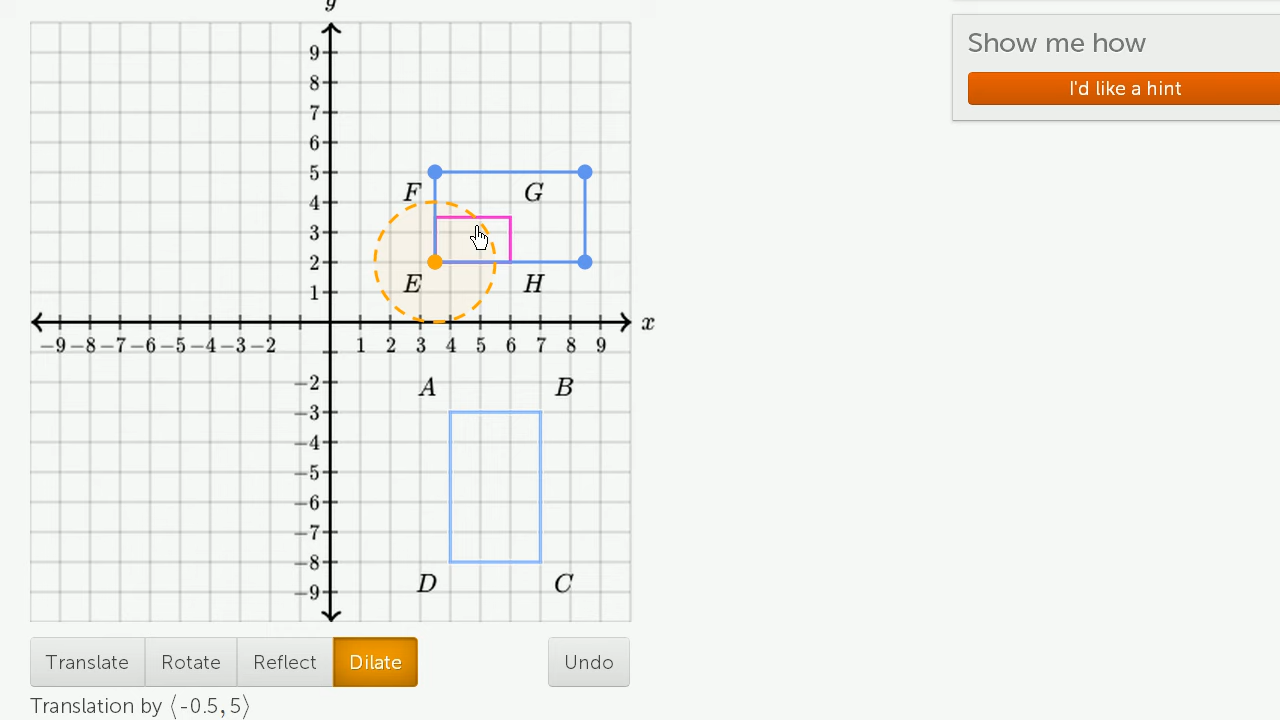 y
Show me how
I'd like a hint
9
8
7
6
5
4
F G
3
2
E H
1
x
−9 −8 −7 −6 −5 −4 −3 −2 1 2 3 4 5 6 7 8 9
−2
A B
−3
−4
−5
−6
−7
−8
D C
−9
Translate Rotate Reflect Dilate Undo
Translation by ⟨-0.5, 5⟩